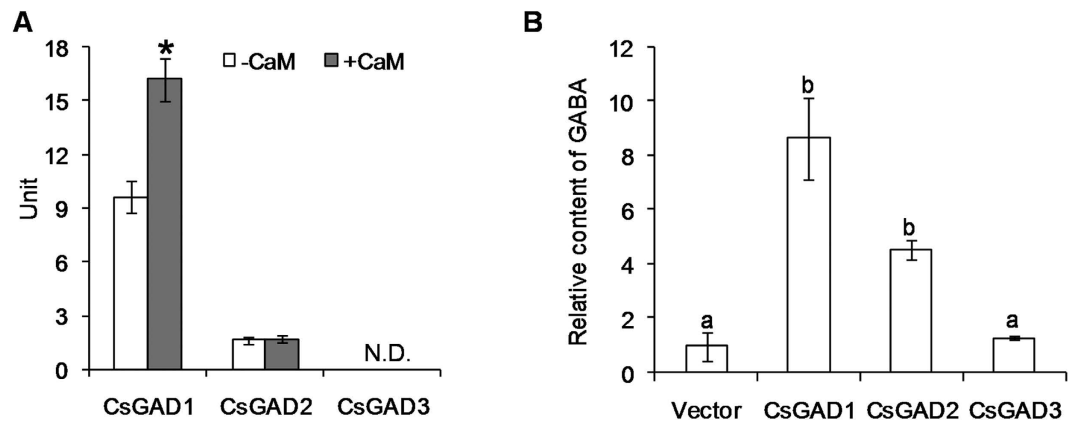 A
18
15
12
9
6
3
0
Unit
*
-CaM
+CaM
N.D.
CsGAD1
CsGAD2
CsGAD3
B
12
10
8
6
4
2
0
Relative content of GABA
a
b
b
a
Vector
CsGAD1
CsGAD2
CsGAD3